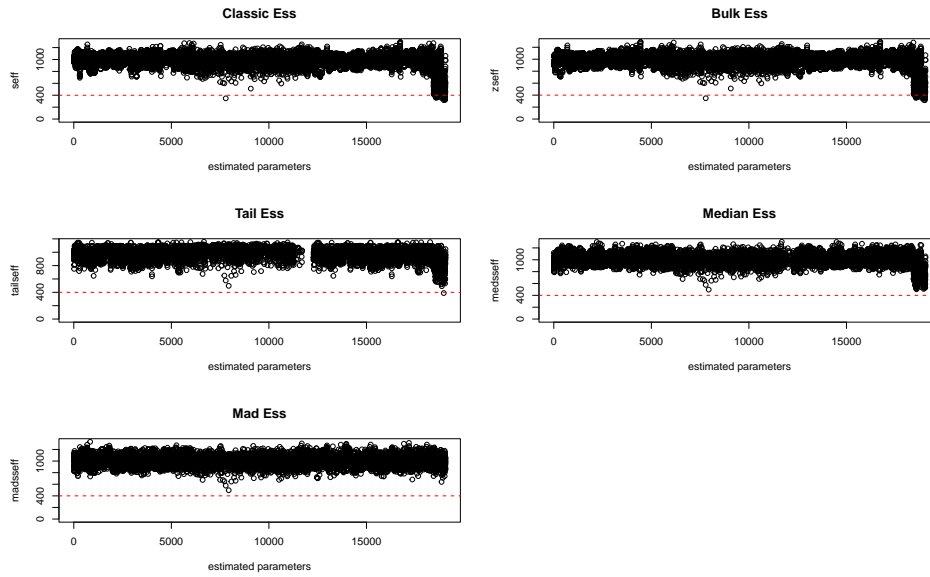 Classic Ess
seff
0 400 1000
0 5000 10000 15000
estimated parameters
Bulk Ess
zseff
0 400 1000
0 5000 10000 15000
estimated parameters
Tail Ess
tailseff
0 400 800
0 5000 10000 15000
estimated parameters
Median Ess
medsseff
0 400 1000
0 5000 10000 15000
estimated parameters
Mad Ess
madsseff
0 400 1000
0 5000 10000 15000
estimated parameters